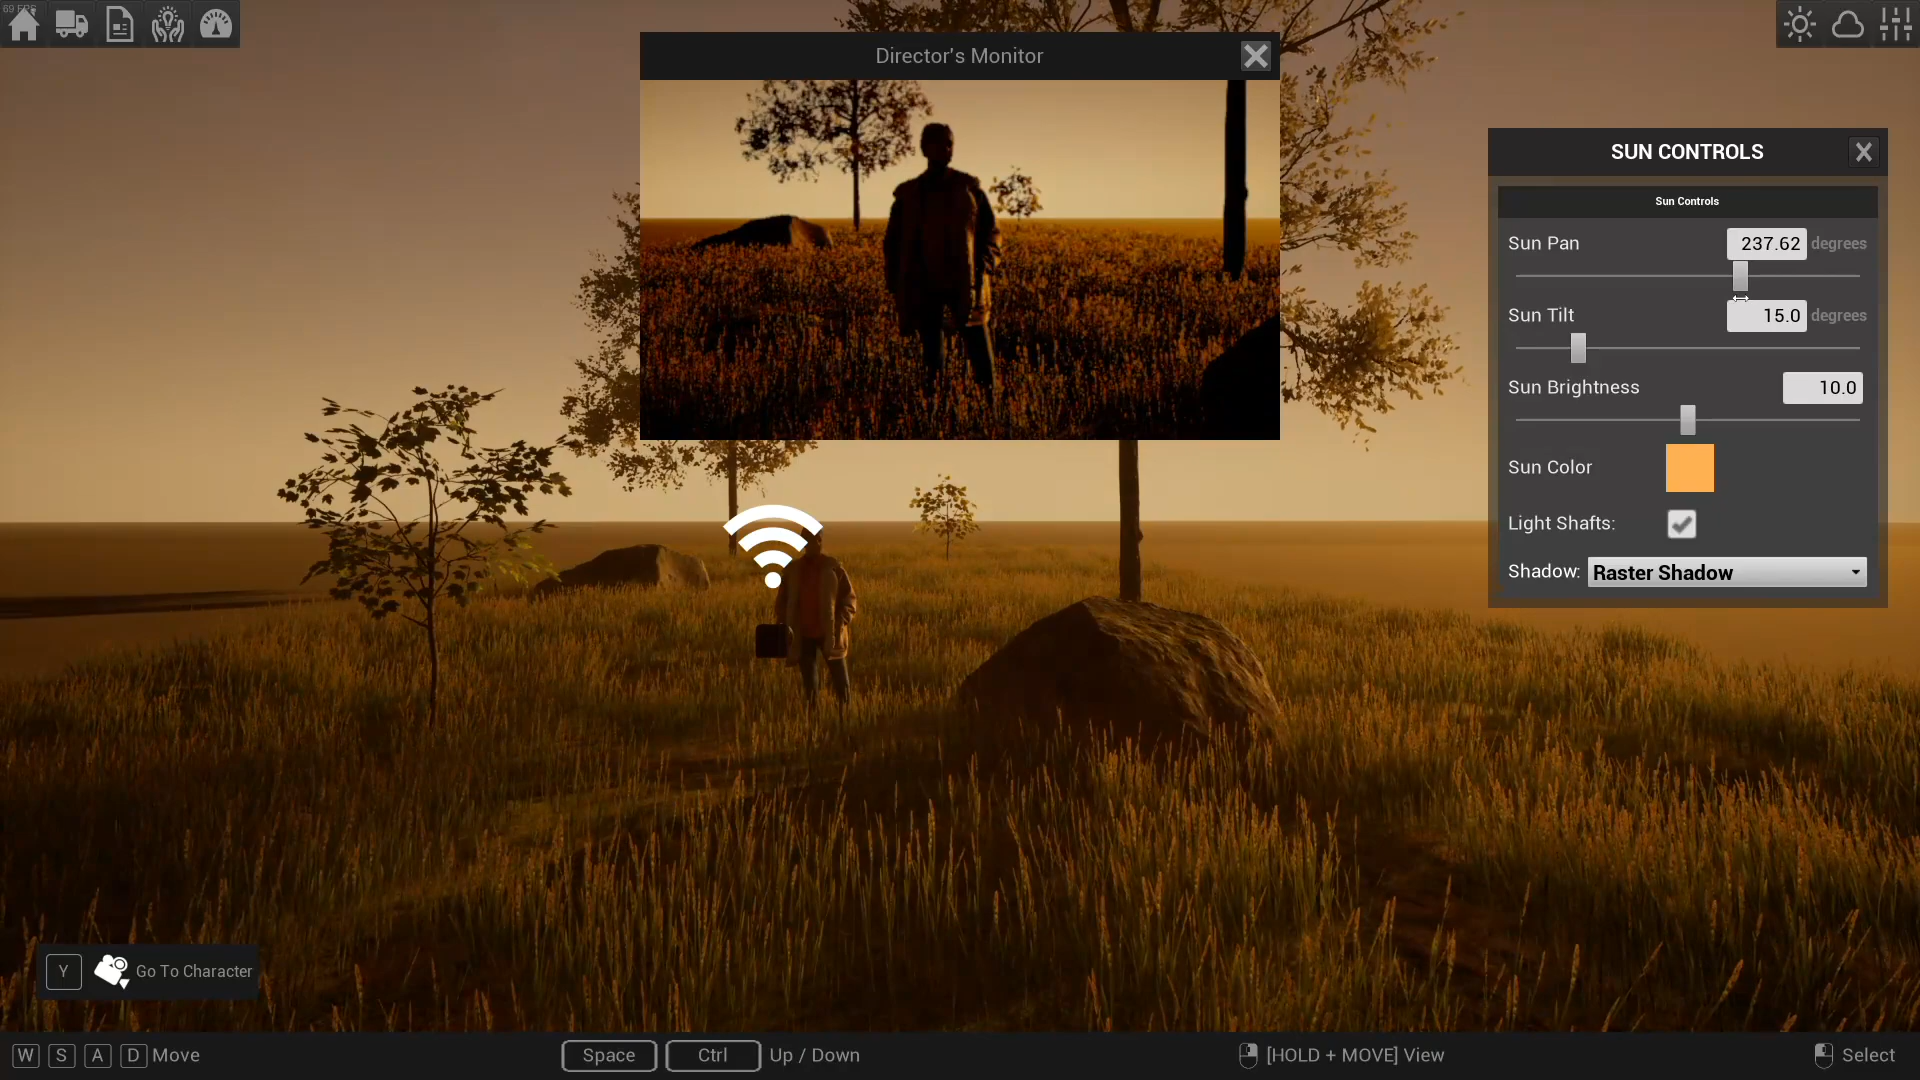 69 FPS
Director's Monitor
SUN CONTROLS
Sun Controls
Sun Pan 237.62 degrees
Sun Tilt 15.0 degrees
Sun Brightness 10.0
Sun Color
Light Shafts:
Shadow: Raster Shadow
Y Go To Character
W S A D Move Space Ctrl Up / Down [HOLD + MOVE] View Select